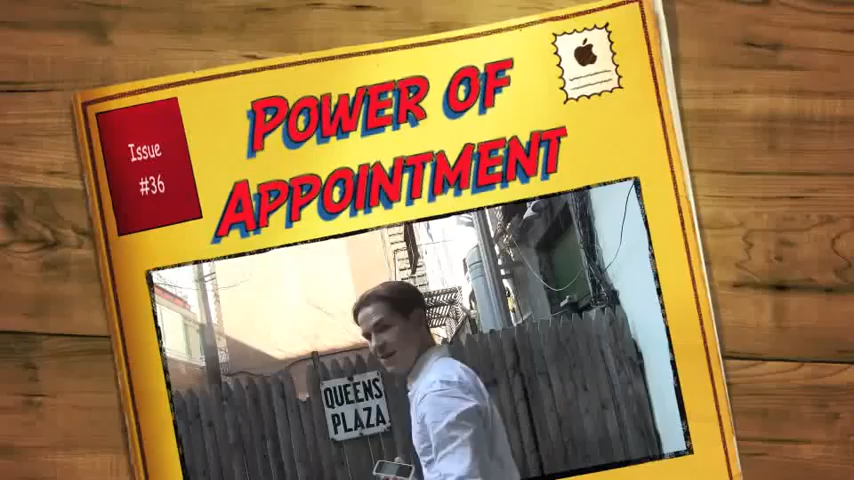 Issue
#36
POWER OF
APPOINTMENT
QUEENS
PLAZA